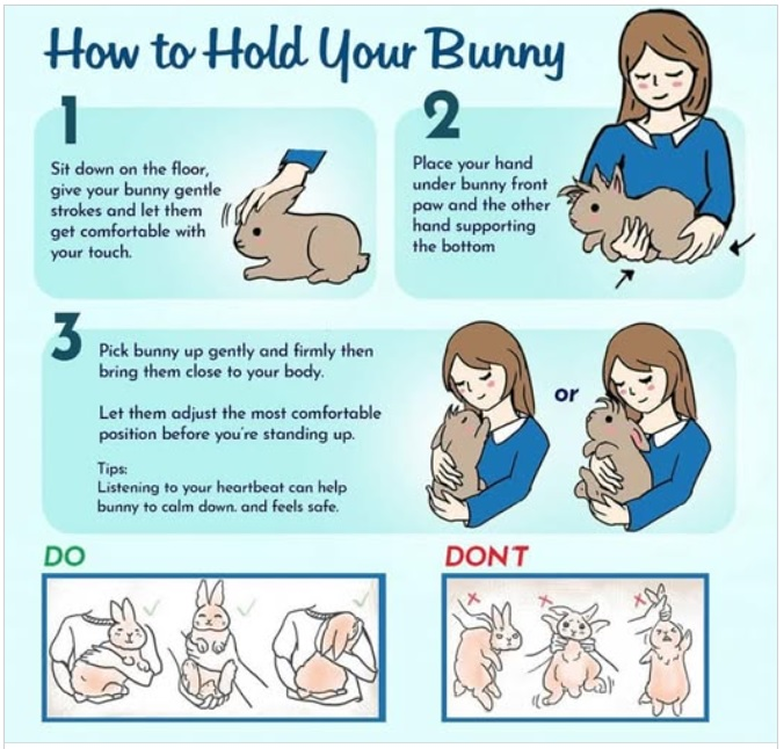 How to Hold Your Bunny
1
Sit down on the floor,
give your bunny gentle
strokes and let them
get comfortable with
your touch.
2
Place your hand
under bunny front
paw and the other
hand supporting
the bottom
3
Pick bunny up gently and firmly then
bring them close to your body.
Let them adjust the most comfortable
position before you're standing up.
Tips:
Listening to your heartbeat can help
bunny to calm down. and feels safe.
or
DO
DONT